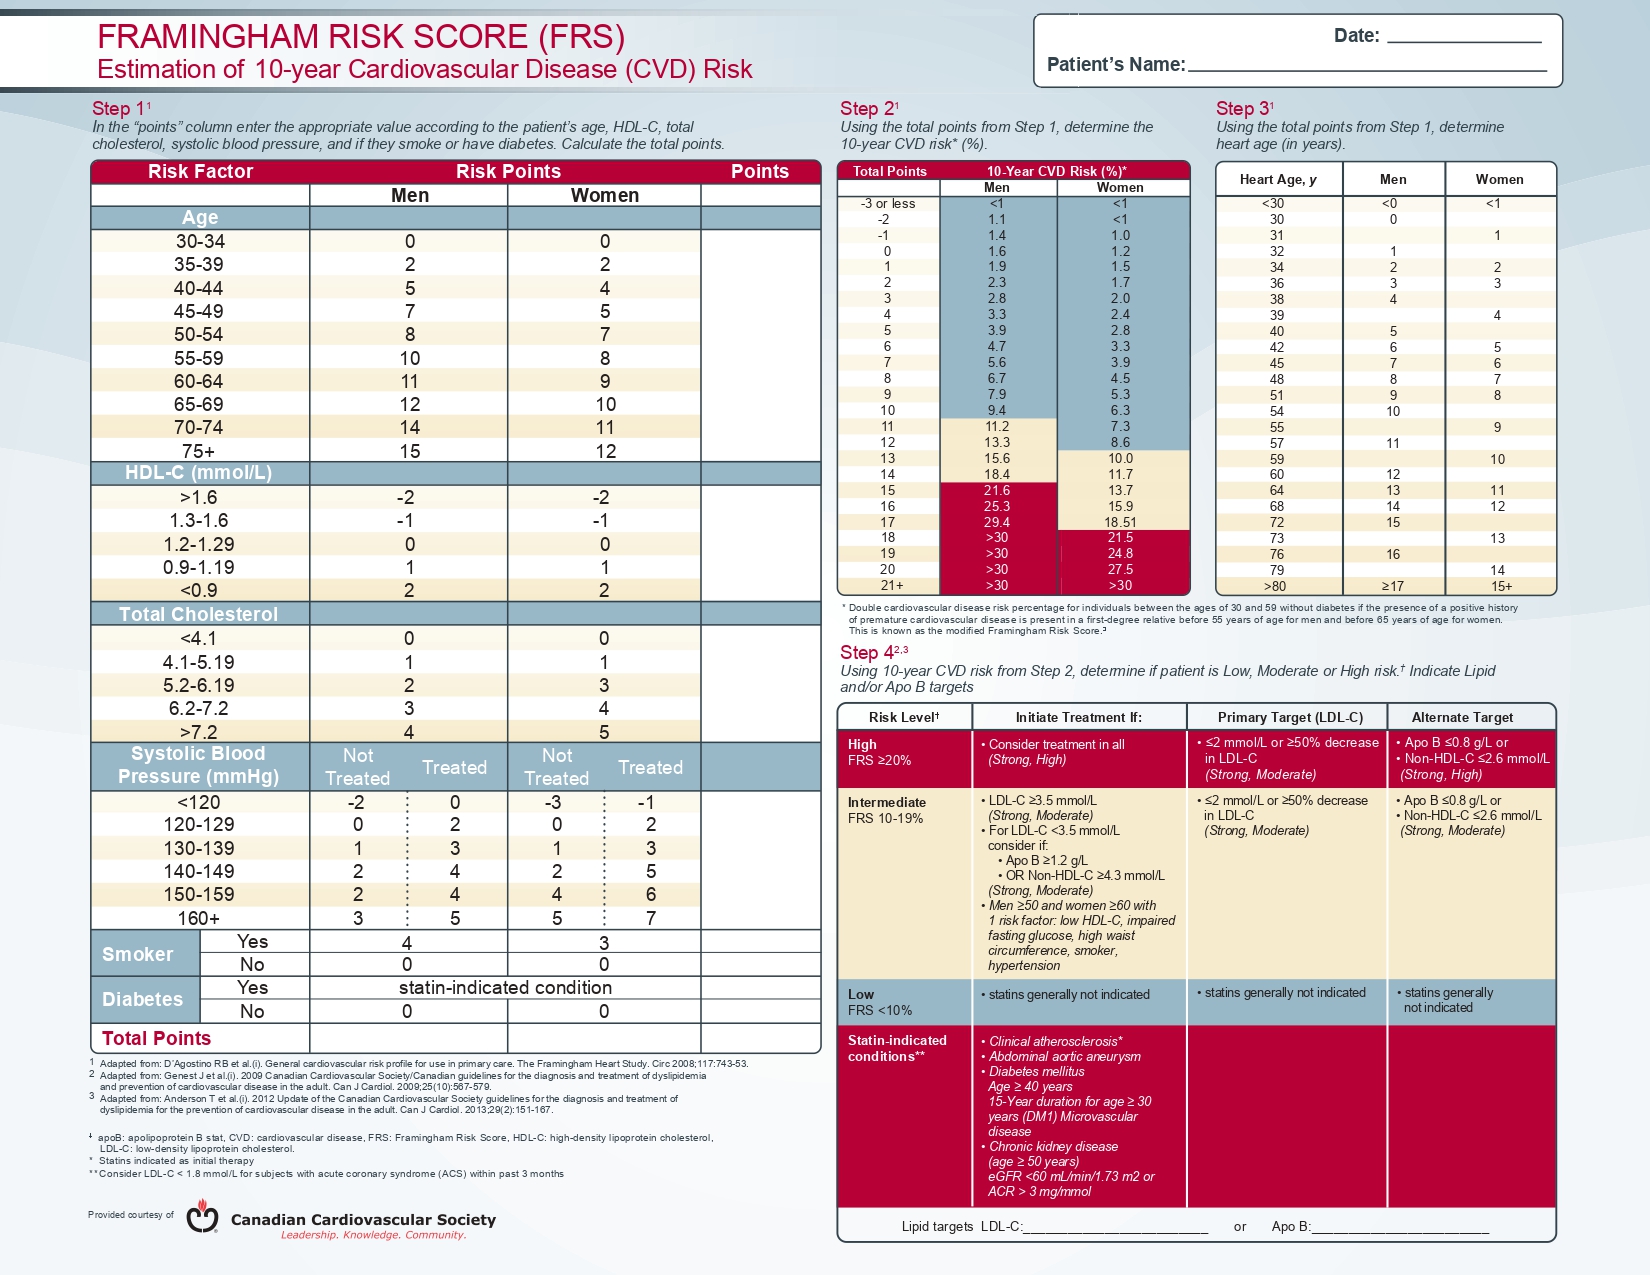 FRAMINGHAM RISK SCORE (FRS)
Estimation of 10-year Cardiovascular Disease (CVD) Risk
Date: ________________
Patient's Name: ________________
Step 1¹
In the "points" column enter the appropriate value according to the patient's age, HDL-C, total
cholesterol, systolic blood pressure, and if they smoke or have diabetes. Calculate the total points.
Risk Factor Risk Points Points
Men Women
Age
30-34 0 0
35-39 2 2
40-44 5 4
45-49 7 5
50-54 8 7
55-59 10 8
60-64 11 9
65-69 12 10
70-74 14 11
75+ 15 12
HDL-C (mmol/L)
>1.6 -2 -2
1.3-1.6 -1 -1
1.2-1.29 0 0
0.9-1.19 1 1
<0.9 2 2
Total Cholesterol
<4.1 0 0
4.1-5.19 1 1
5.2-6.19 2 3
6.2-7.2 3 4
>7.2 4 5
Systolic Blood Pressure (mmHg) Not Treated Treated Not Treated Treated
<120 -2 0 -3 -1
120-129 0 2 0 2
130-139 1 3 1 3
140-149 2 4 2 5
150-159 2 4 4 6
160+ 3 5 5 7
Smoker
Yes 4 3
No 0 0
Diabetes
Yes statin-indicated condition
No 0 0
Total Points
1 Adapted from: D'Agostino RB et al.(i). General cardiovascular risk profile for use in primary care. The Framingham Heart Study. Circ 2008;117:743-53.
2 Adapted from: Genest J et al.(i). 2009 Canadian Cardiovascular Society/Canadian guidelines for the diagnosis and treatment of dyslipidemia
and prevention of cardiovascular disease in the adult. Can J Cardiol. 2009;25(10):567-579.
3 Adapted from: Anderson T et al.(i). 2012 Update of the Canadian Cardiovascular Society guidelines for the diagnosis and treatment of
dyslipidemia for the prevention of cardiovascular disease in the adult. Can J Cardiol. 2013;29(2):151-167.
ꜝ apoB: apolipoprotein B stat, CVD: cardiovascular disease, FRS: Framingham Risk Score, HDL-C: high-density lipoprotein cholesterol,
LDL-C: low-density lipoprotein cholesterol.
* Statins indicated as initial therapy
**Consider LDL-C < 1.8 mmol/L for subjects with acute coronary syndrome (ACS) within past 3 months
Provided courtesy of
Canadian Cardiovascular Society
Leadership. Knowledge. Community.
Step 2¹
Using the total points from Step 1, determine the
10-year CVD risk* (%).
Total Points 10-Year CVD Risk (%)*
Men Women
-3 or less <1 <1
-2 1.1 <1
-1 1.4 1.0
0 1.6 1.2
1 1.9 1.5
2 2.3 1.7
3 2.8 2.0
4 3.3 2.4
5 3.9 2.8
6 4.7 3.3
7 5.6 3.9
8 6.7 4.5
9 7.9 5.3
10 9.4 6.3
11 11.2 7.3
12 13.3 8.6
13 15.6 10.0
14 18.4 11.7
15 21.6 13.7
16 25.3 15.9
17 29.4 18.51
18 >30 21.5
19 >30 24.8
20 >30 27.5
21+ >30 >30
Step 3¹
Using the total points from Step 1, determine
heart age (in years).
Heart Age, y Men Women
<30 <0 <1
30 0
31 1
32 1
34 2 2
36 3 3
38 4
39 4
40 5
42 6 5
45 7 6
48 8 7
51 9 8
54 10
55 9
57 11
59 10
60 12
64 13 11
68 14 12
72 15
73 13
76 16
79 14
>80 ≥17 15+
* Double cardiovascular disease risk percentage for individuals between the ages of 30 and 59 without diabetes if the presence of a positive history
of premature cardiovascular disease is present in a first-degree relative before 55 years of age for men and before 65 years of age for women.
This is known as the modified Framingham Risk Score.³
Step 4²,³
Using 10-year CVD risk from Step 2, determine if patient is Low, Moderate or High risk.† Indicate Lipid
and/or Apo B targets
Risk Level† Initiate Treatment If: Primary Target (LDL-C) Alternate Target
High
FRS ≥20%
• Consider treatment in all
(Strong, High)
• ≤2 mmol/L or ≥50% decrease
in LDL-C
(Strong, Moderate)
• Apo B ≤0.8 g/L or
• Non-HDL-C ≤2.6 mmol/L
(Strong, High)
Intermediate
FRS 10-19%
• LDL-C ≥3.5 mmol/L
(Strong, Moderate)
• For LDL-C <3.5 mmol/L
consider if:
• Apo B ≥1.2 g/L
• OR Non-HDL-C ≥4.3 mmol/L
(Strong, Moderate)
• Men ≥50 and women ≥60 with
1 risk factor: low HDL-C, impaired
fasting glucose, high waist
circumference, smoker,
hypertension
• ≤2 mmol/L or ≥50% decrease
in LDL-C
(Strong, Moderate)
• Apo B ≤0.8 g/L or
• Non-HDL-C ≤2.6 mmol/L
(Strong, Moderate)
Low
FRS <10%
• statins generally not indicated
• statins generally not indicated
• statins generally
not indicated
Statin-indicated
conditions**
• Clinical atherosclerosis*
• Abdominal aortic aneurysm
• Diabetes mellitus
Age ≥ 40 years
15-Year duration for age ≥ 30
years (DM1) Microvascular
disease
• Chronic kidney disease
(age ≥ 50 years)
eGFR <60 mL/min/1.73 m2 or
ACR > 3 mg/mmol
Lipid targets LDL-C:________________ or Apo B:________________